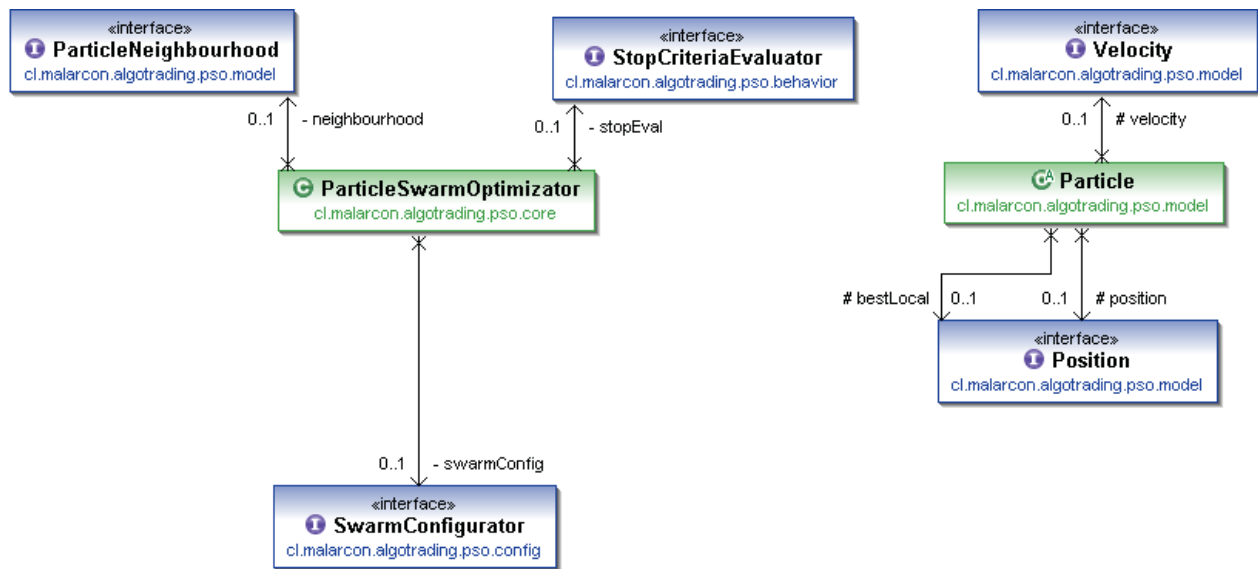 «interface»
ParticleNeighbourhood
cl.malarcon.algotrading.pso.model
«interface»
StopCriteriaEvaluator
cl.malarcon.algotrading.pso.behavior
«interface»
Velocity
cl.malarcon.algotrading.pso.model
0..1 - neighbourhood
0..1 - stopEval
0..1 # velocity
ParticleSwarmOptimizator
cl.malarcon.algotrading.pso.core
Particle
cl.malarcon.algotrading.pso.model
# bestLocal 0..1
0..1 # position
«interface»
Position
cl.malarcon.algotrading.pso.model
0..1 - swarmConfig
«interface»
SwarmConfigurator
cl.malarcon.algotrading.pso.config